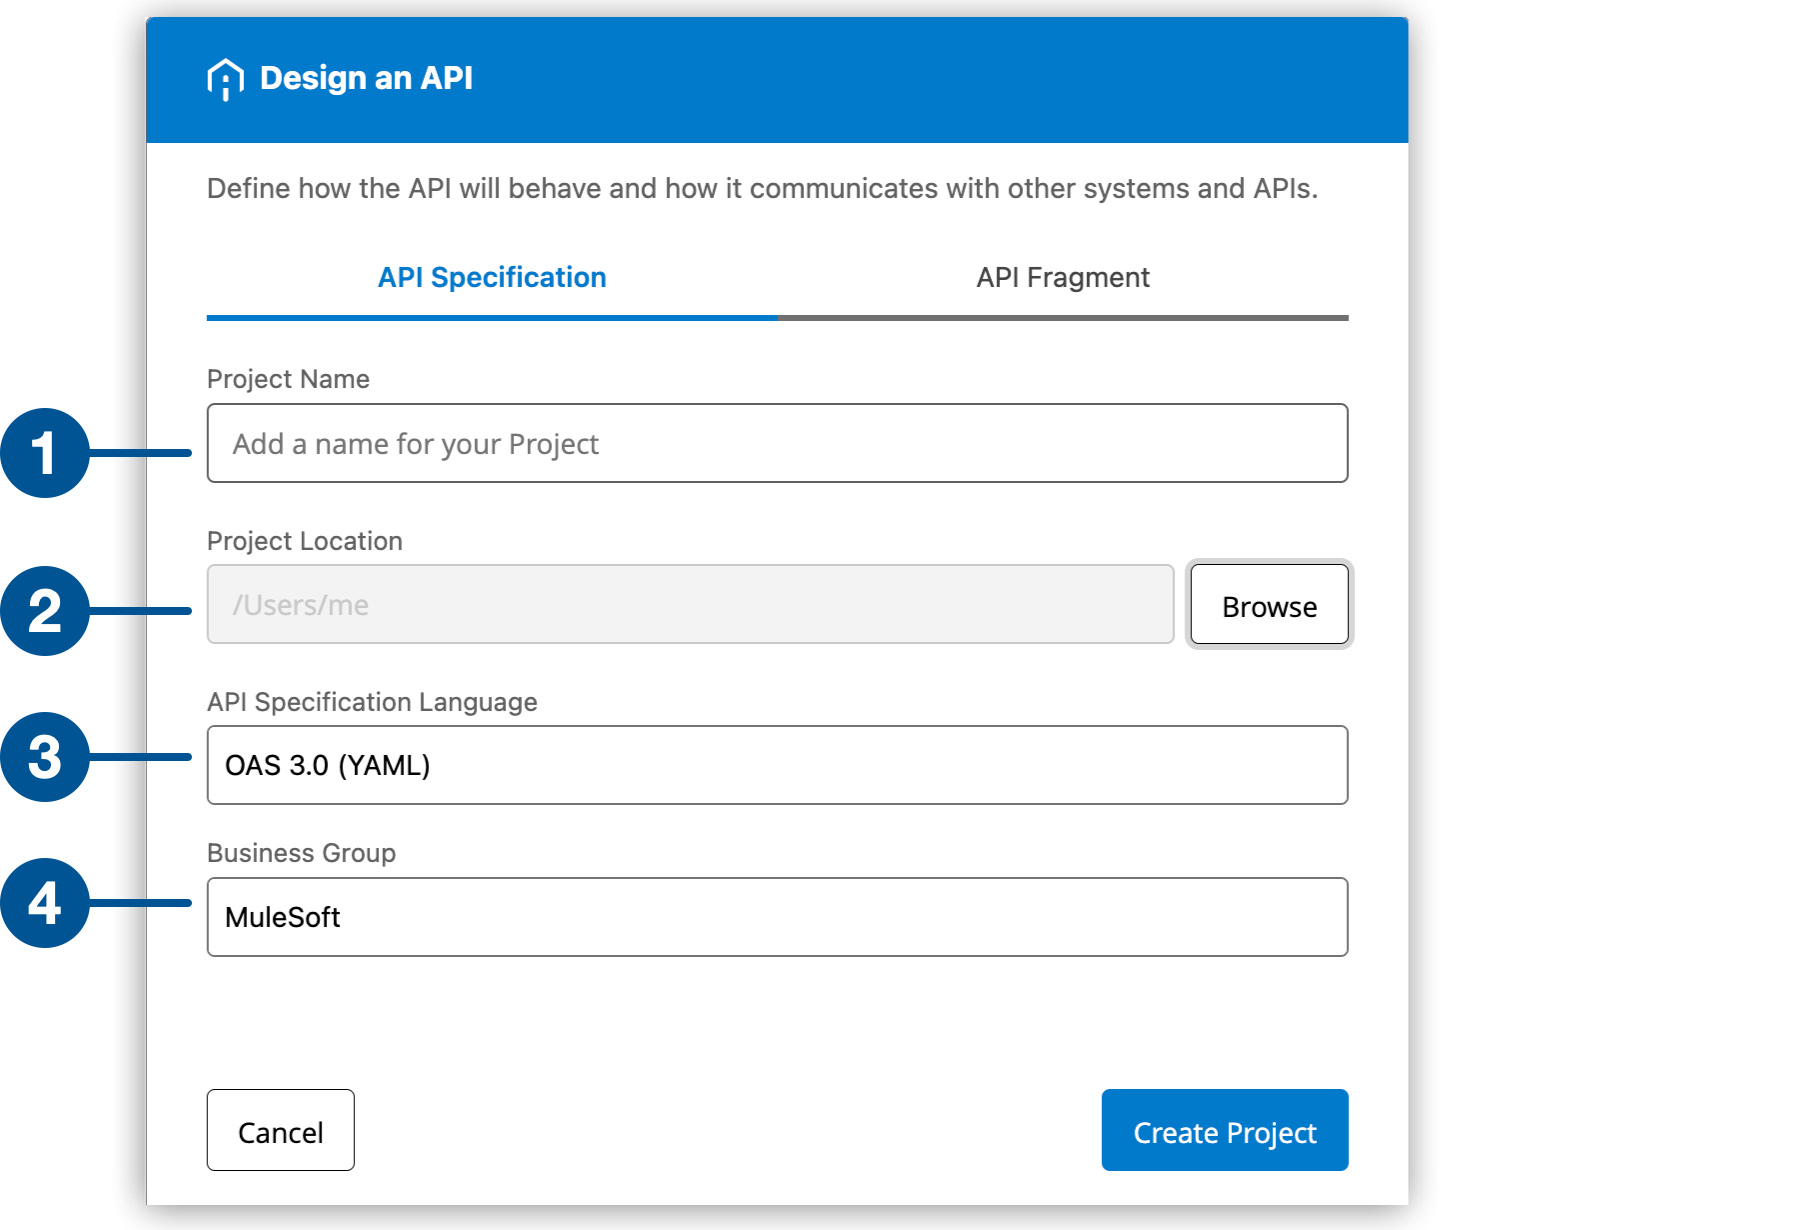 Design an API
Define how the API will behave and how it communicates with other systems and APIs.
API Specification
API Fragment
Project Name
1
Add a name for your Project
Project Location
2
/Users/me
Browse
API Specification Language
3
OAS 3.0 (YAML)
Business Group
4
MuleSoft
Cancel
Create Project